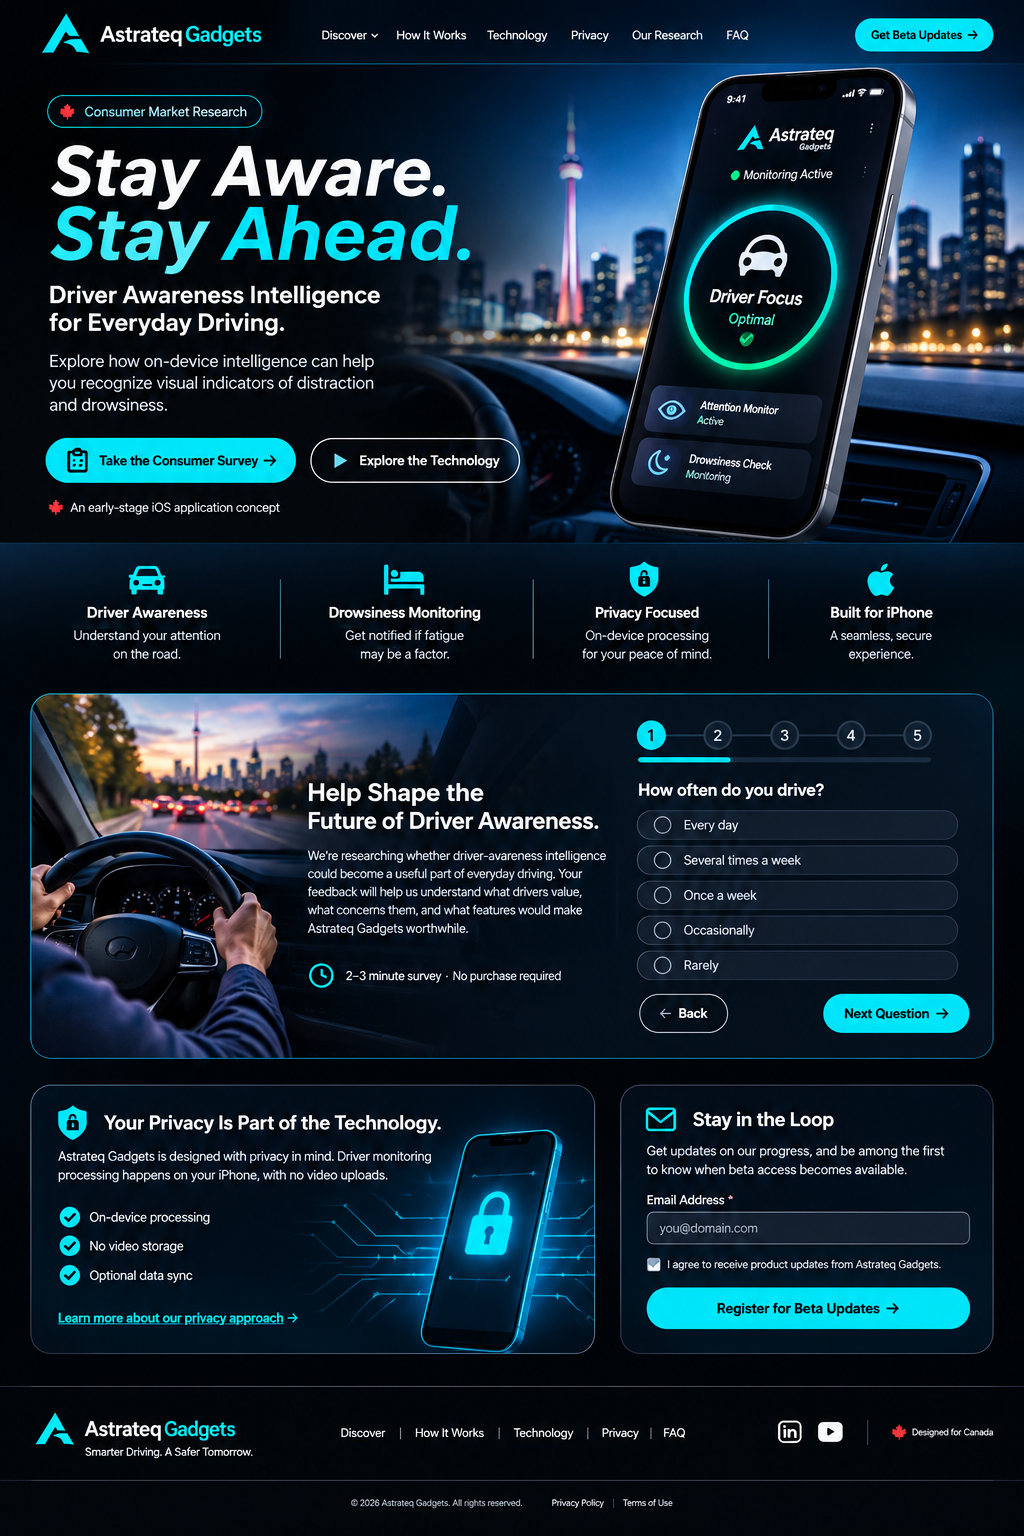 Astrateq Gadgets
Discover
How It Works
Technology
Privacy
Our Research
FAQ
Get Beta Updates →
Consumer Market Research
Stay Aware.
Stay Ahead.
Driver Awareness Intelligence
for Everyday Driving.
Explore how on-device intelligence can help
you recognize visual indicators of distraction
and drowsiness.
Take the Consumer Survey →
Explore the Technology
An early-stage iOS application concept
9:41
Astrateq
Gadgets
Monitoring Active
Driver Focus
Optimal
Attention Monitor
Active
Drowsiness Check
Monitoring
Driver Awareness
Understand your attention
on the road.
Drowsiness Monitoring
Get notified if fatigue
may be a factor.
Privacy Focused
On-device processing
for your peace of mind.
Built for iPhone
A seamless, secure
experience.
Help Shape the
Future of Driver Awareness.
We're researching whether driver-avareness intelligence
could become a useful part of everyday driving. Your
feedback will help us understand what drivers value,
what concerns them, and what features would make
Astrateq Gadgets worthwhile.
2–3 minute survey · No purchase required
1 2 3 4 5
How often do you drive?
Every day
Several times a week
Once a week
Occasionally
Rarely
← Back
Next Question →
Your Privacy Is Part of the Technology.
Astrateq Gadgets is designed with privacy in mind. Driver monitoring
processing happens on your iPhone, with no video uploads.
On-device processing
No video storage
Optional data sync
Learn more about our privacy approach →
Stay in the Loop
Get updates on our progress, and be among the first
to know when beta access becomes available.
Email Address *
you@domain.com
I agree to receive product updates from Astrateq Gadgets.
Register for Beta Updates →
Astrateq Gadgets
Smarter Driving. A Safer Tomorrow.
Discover | How It Works | Technology | Privacy | FAQ
in
Designed for Canada
© 2026 Astrateq Gadgets. All rights reserved.
Privacy Policy | Terms of Use